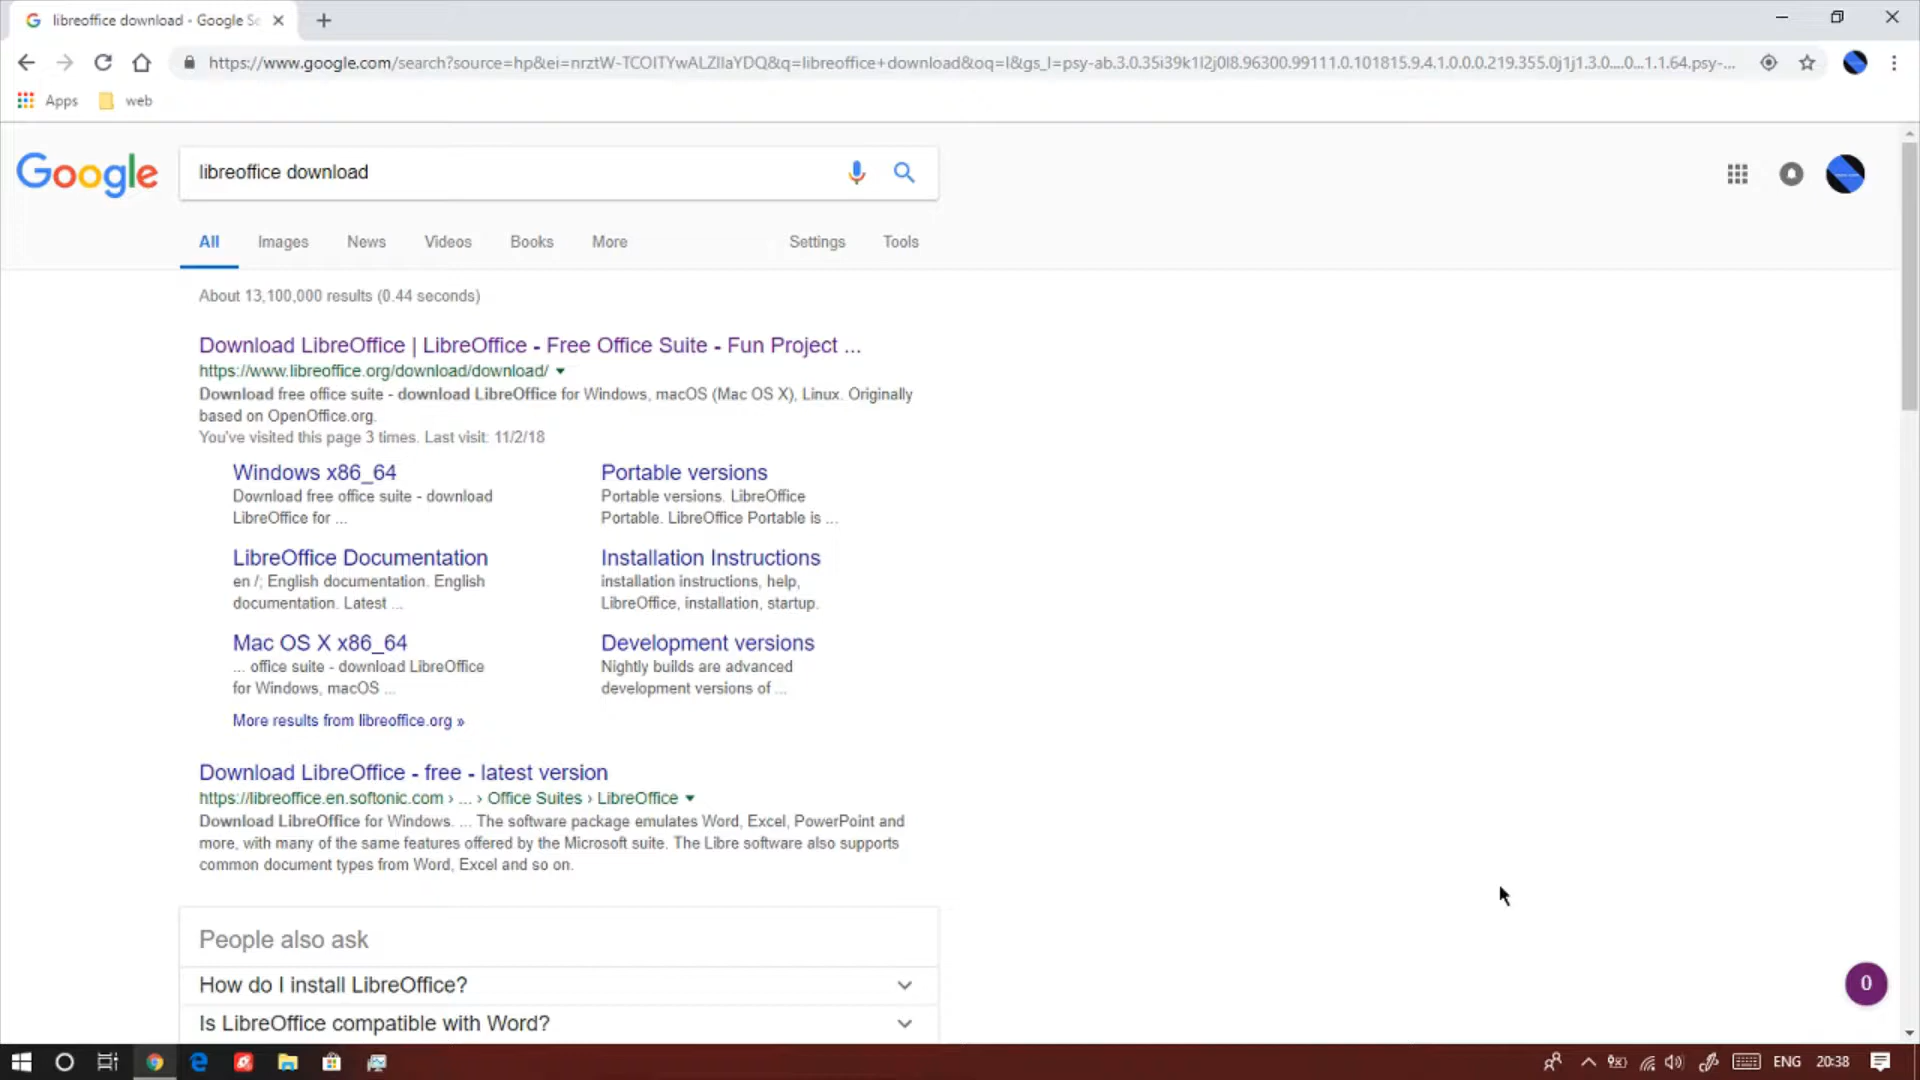 libreoffice download - Google Se
https://www.google.com/search?source=hp&ei=nrztW-TCOITYwALZIIaYDQ&q=libreoffice+download&oq=l&gs_l=psy-ab.3.0.35i39k1l2j0l8.96300.99111.0.101815.9.4.1.0.0.0.219.355.0j1j1.3.0....0...1.1.64.psy-...
Apps web
Google libreoffice download
All Images News Videos Books More Settings Tools
About 13,100,000 results (0.44 seconds)
Download LibreOffice | LibreOffice - Free Office Suite - Fun Project ...
https://www.libreoffice.org/download/download/
Download free office suite - download LibreOffice for Windows, macOS (Mac OS X), Linux. Originally
based on OpenOffice.org.
You've visited this page 3 times. Last visit: 11/2/18
Windows x86_64
Download free office suite - download
LibreOffice for ...
Portable versions
Portable versions. LibreOffice
Portable. LibreOffice Portable is ...
LibreOffice Documentation
en /; English documentation. English
documentation. Latest ...
Installation Instructions
installation instructions, help,
LibreOffice, installation, startup.
Mac OS X x86_64
... office suite - download LibreOffice
for Windows, macOS ...
Development versions
Nightly builds are advanced
development versions of ...
More results from libreoffice.org »
Download LibreOffice - free - latest version
https://libreoffice.en.softonic.com › ... › Office Suites › LibreOffice
Download LibreOffice for Windows. ... The software package emulates Word, Excel, PowerPoint and
more, with many of the same features offered by the Microsoft suite. The Libre software also supports
common document types from Word, Excel and so on.
People also ask
How do I install LibreOffice?
Is LibreOffice compatible with Word?
0
ENG 20:38